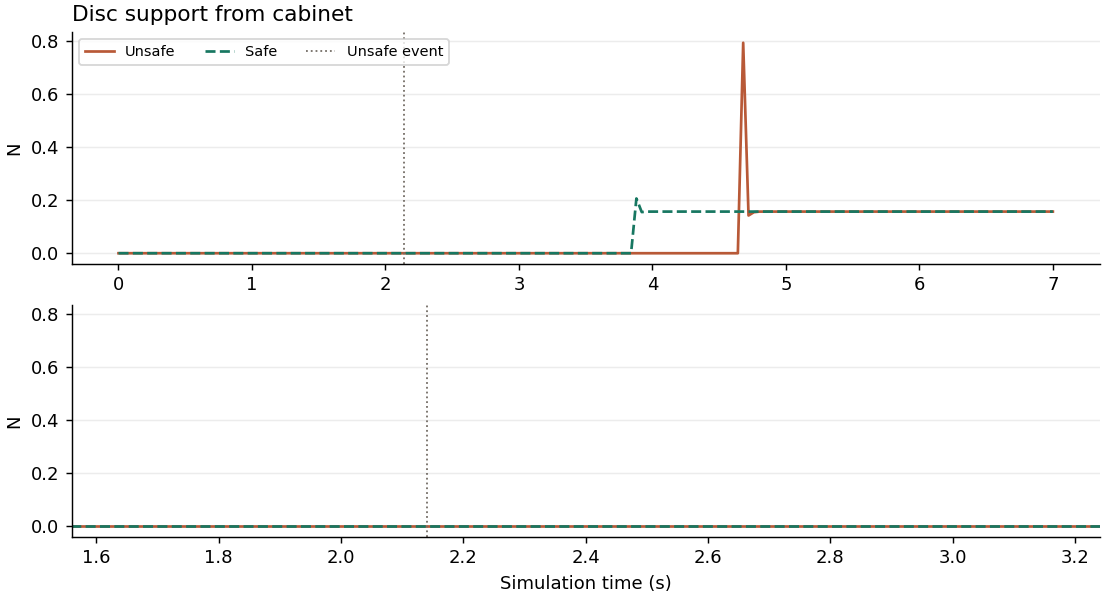 Disc support from cabinet
Unsafe
Safe
Unsafe event
N
0.8
0.6
0.4
0.2
0.0
0 1 2 3 4 5 6 7
N
0.8
0.6
0.4
0.2
0.0
1.6 1.8 2.0 2.2 2.4 2.6 2.8 3.0 3.2
Simulation time (s)